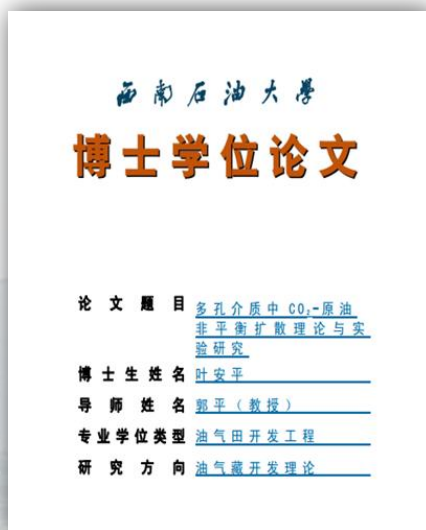 西南石油大学
博士学位论文
论文题目 多孔介质中 CO₂-原油
非平衡扩散理论与实
验研究
博士生姓名 叶安平
导师姓名 郭平（教授）
专业学位类型 油气田开发工程
研究方向 油气藏开发理论